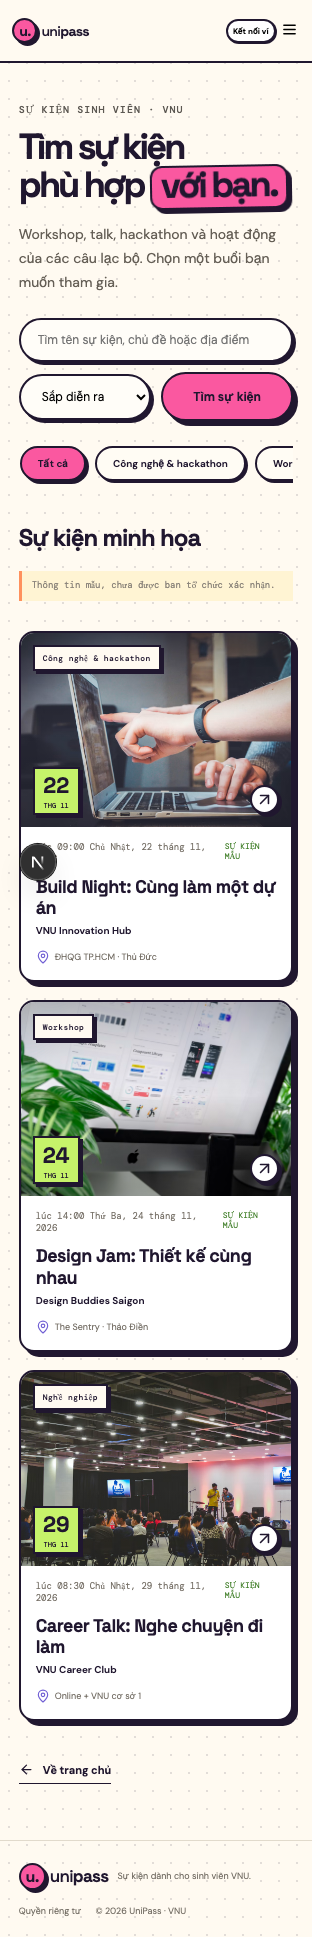 u. unipass
Kết nối ví
SỰ KIỆN SINH VIÊN · VNU
Tìm sự kiện
phù hợp với bạn.
Workshop, talk, hackathon và hoạt động
của các câu lạc bộ. Chọn một buổi bạn
muốn tham gia.
Tìm tên sự kiện, chủ đề hoặc địa điểm
Sắp diễn ra
Tìm sự kiện
Tất cả
Công nghệ & hackathon
Wor
Sự kiện minh họa
Thông tin mẫu, chưa được ban tổ chức xác nhận.
Công nghệ & hackathon
22
THG 11
09:00 Chủ Nhật, 22 tháng 11,
SỰ KIỆN
MẪU
N
Build Night: Cùng làm một dự
án
VNU Innovation Hub
ĐHQG TP.HCM · Thủ Đức
Workshop
24
THG 11
lúc 14:00 Thứ Ba, 24 tháng 11,
2026
SỰ KIỆN
MẪU
Design Jam: Thiết kế cùng
nhau
Design Buddies Saigon
The Sentry · Thảo Điền
Nghề nghiệp
29
THG 11
lúc 08:30 Chủ Nhật, 29 tháng 11,
2026
SỰ KIỆN
MẪU
Career Talk: Nghe chuyện đi
làm
VNU Career Club
Online + VNU cơ sở 1
Về trang chủ
u. unipass
Sự kiện dành cho sinh viên VNU.
Quyền riêng tư
© 2026 UniPass · VNU